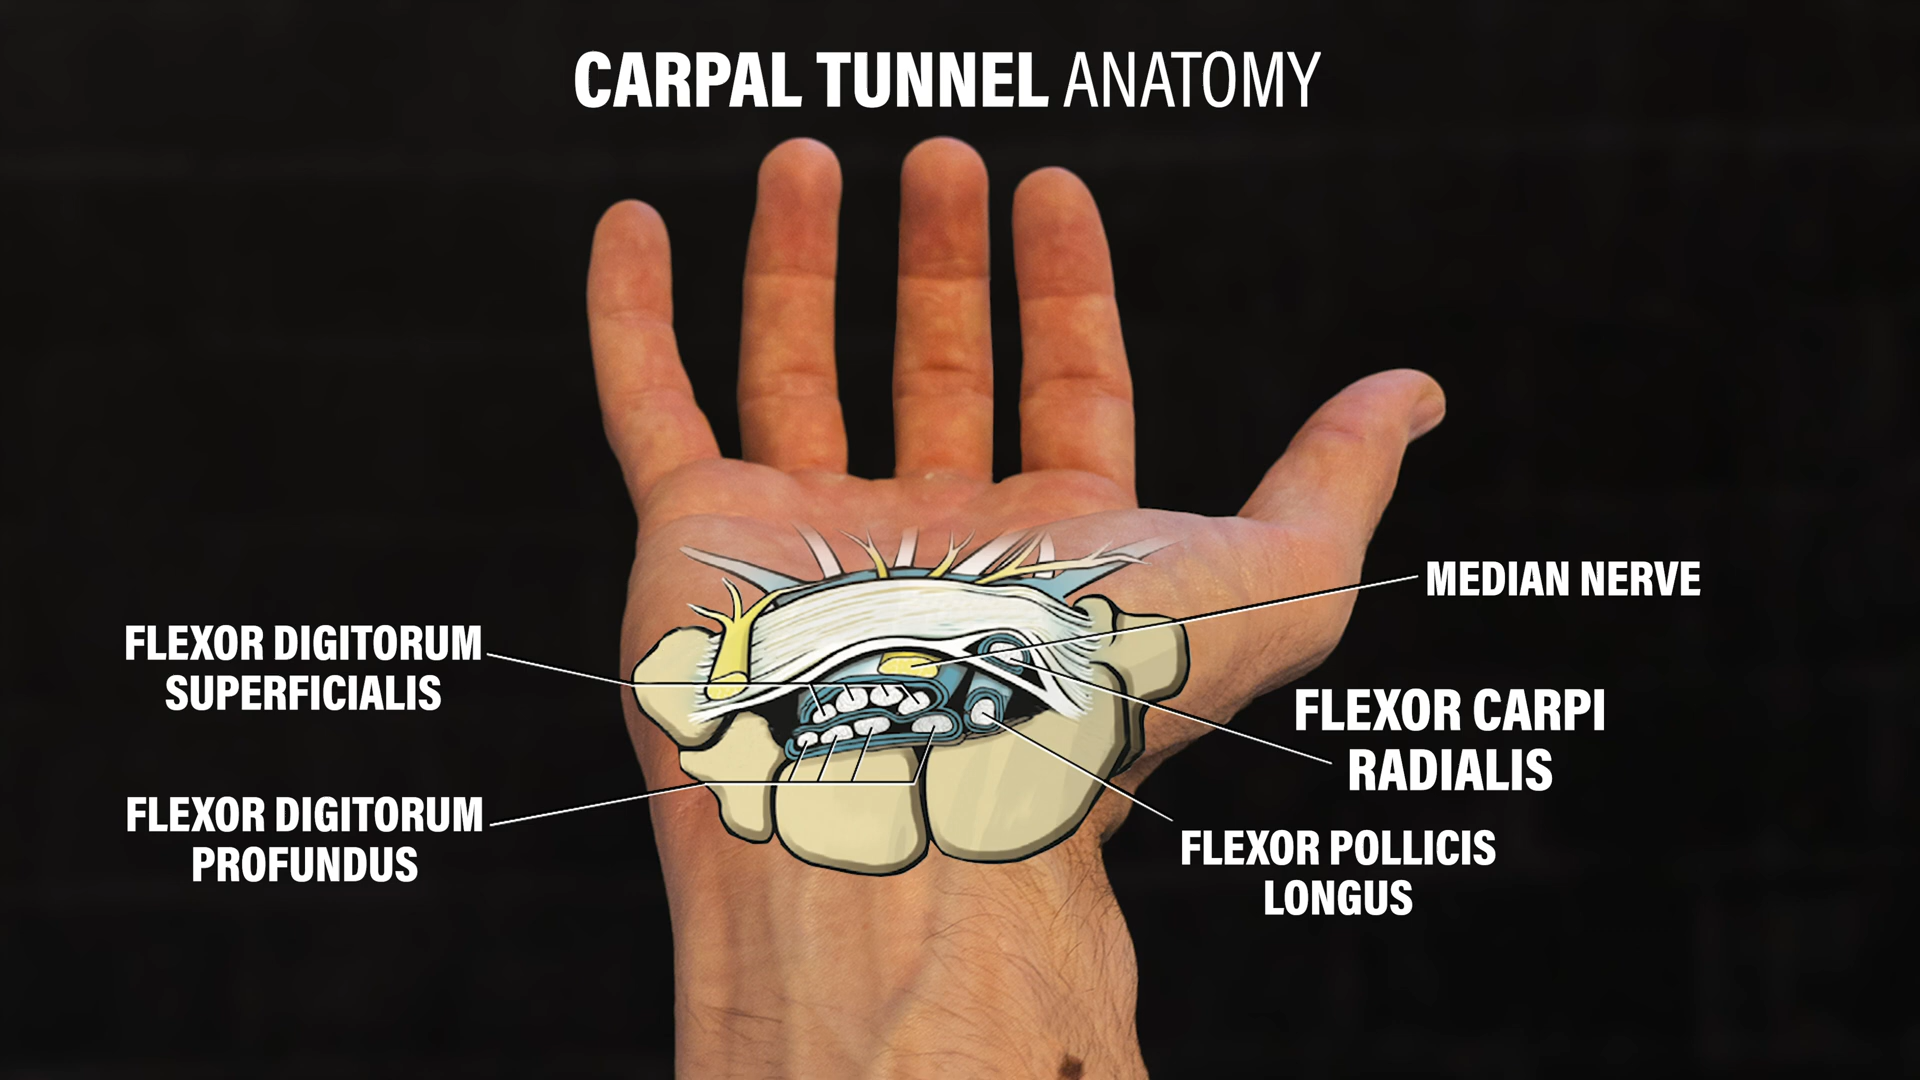 CARPAL TUNNEL ANATOMY
MEDIAN NERVE
FLEXOR DIGITORUM
SUPERFICIALIS
FLEXOR CARPI
RADIALIS
FLEXOR DIGITORUM
PROFUNDUS
FLEXOR POLLICIS
LONGUS